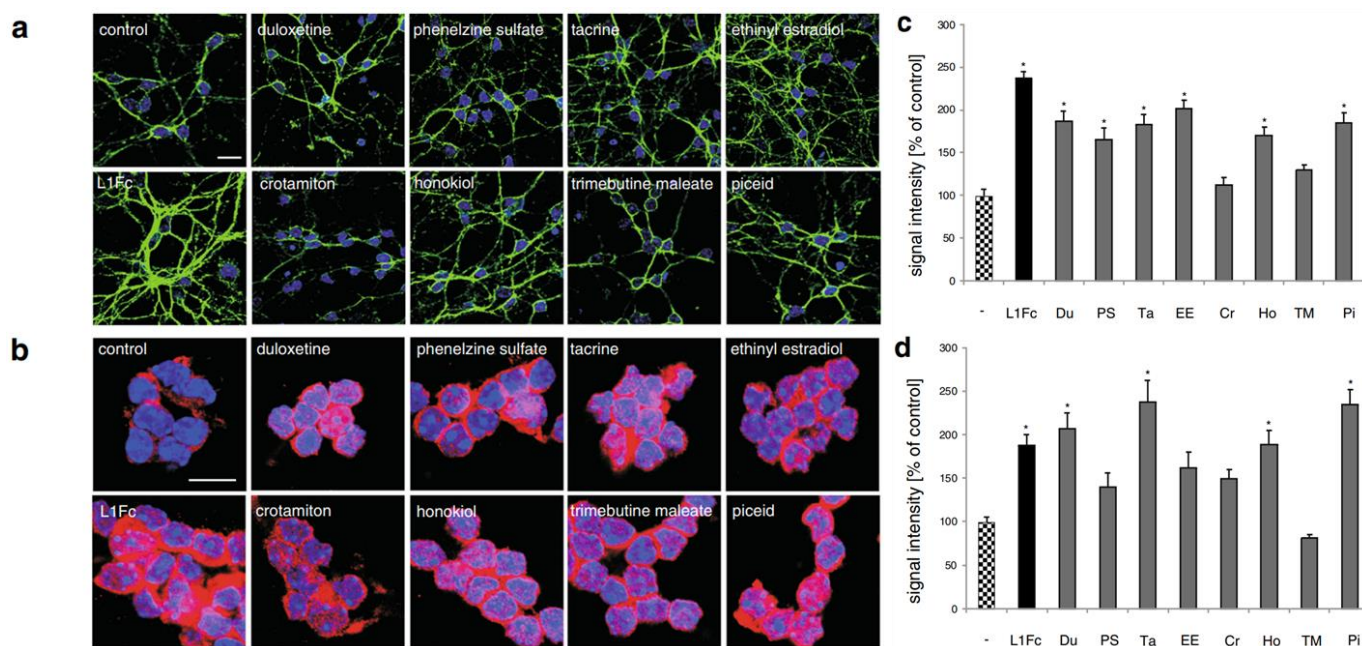 a
control
duloxetine
phenelzine sulfate
tacrine
ethinyl estradiol
L1Fc
crotamiton
honokiol
trimebutine maleate
piceid
b
control
duloxetine
phenelzine sulfate
tacrine
ethinyl estradiol
L1Fc
crotamiton
honokiol
trimebutine maleate
piceid
c
signal intensity [% of control]
300
250
200
150
100
50
0
* * * * * * *
- L1Fc Du PS Ta EE Cr Ho TM Pi
d
signal intensity [% of control]
300
250
200
150
100
50
0
* * * * *
- L1Fc Du PS Ta EE Cr Ho TM Pi